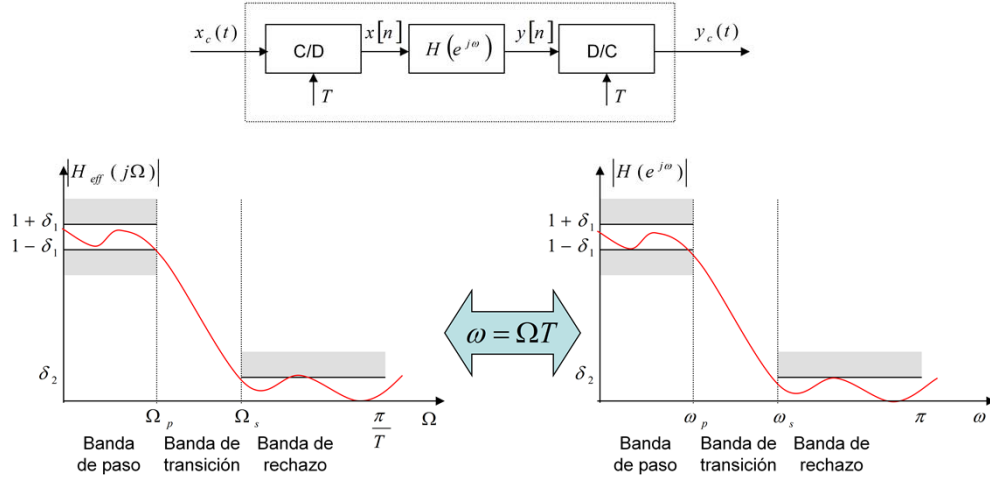 x_c(t) x[n] y[n] y_c(t)
C/D H(e^{jω}) D/C
T T
|H_{eff}(jΩ)| |H(e^{jω})|
1 + δ_1 1 + δ_1
1 − δ_1 1 − δ_1
ω = ΩT
δ_2 δ_2
Ω_p Ω_s π/T Ω ω_p ω_s π ω
Banda de paso Banda de transición Banda de rechazo
Banda de paso Banda de transición Banda de rechazo